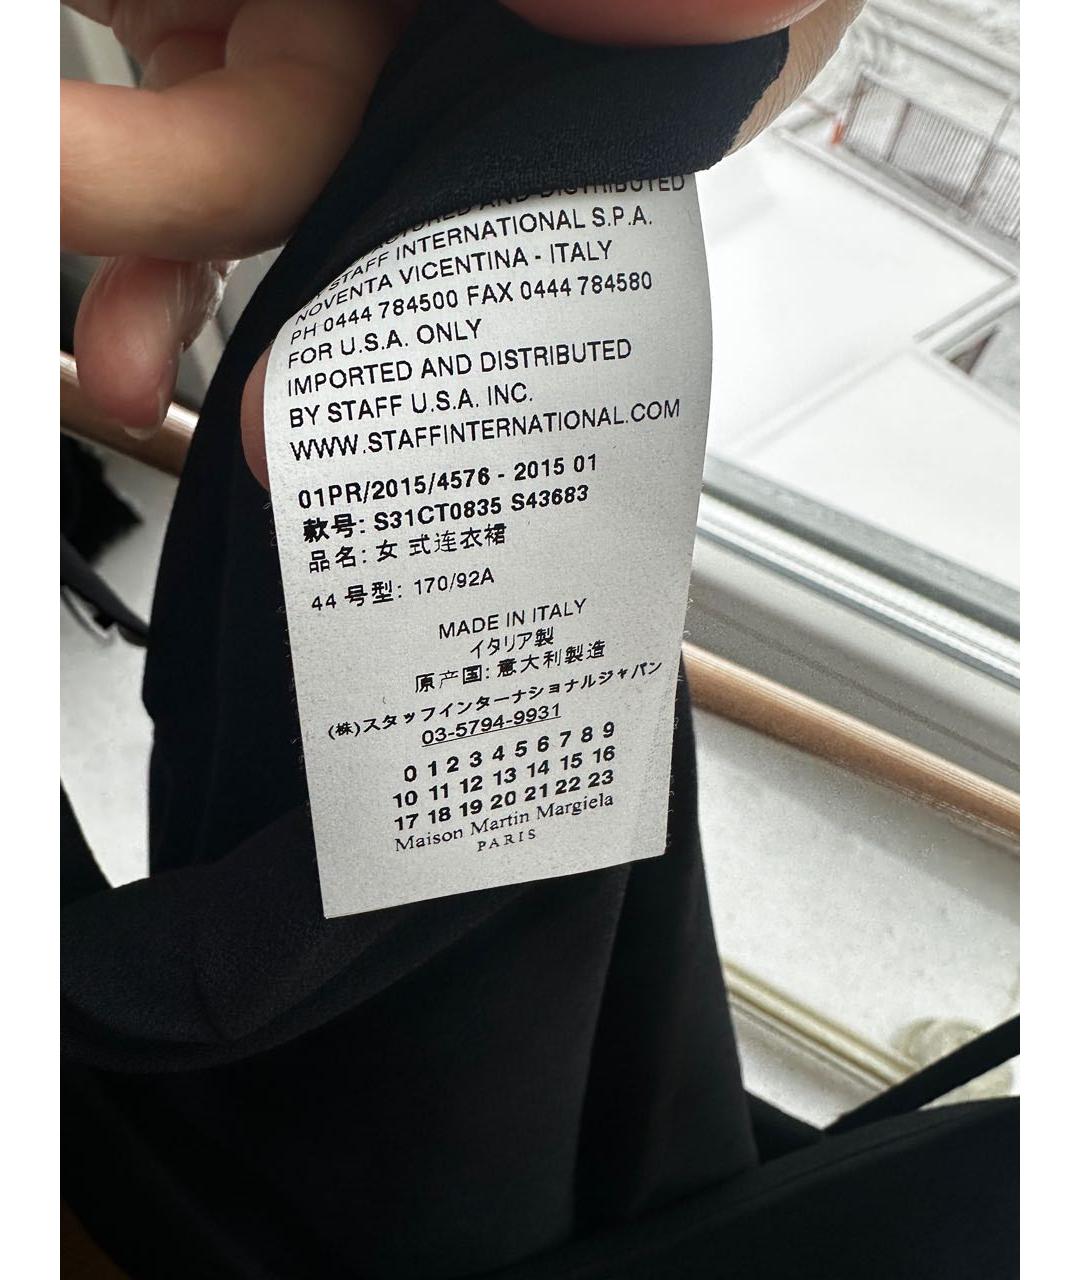 AND DISTRIBUTED
STAFF INTERNATIONAL S.P.A.
NOVENTA VICENTINA - ITALY
PH 0444 784500 FAX 0444 784580
FOR U.S.A. ONLY
IMPORTED AND DISTRIBUTED
BY STAFF U.S.A. INC.
WWW.STAFFINTERNATIONAL.COM
01PR/2015/4576 - 2015 01
款号: S31CT0835 S43683
品名: 女 式连衣裙
44 号型: 170/92A
MADE IN ITALY
イタリア製
原产国: 意大利製造
(株)スタッフインターナショナルジャパン
03-5794-9931
0 1 2 3 4 5 6 7 8 9
10 11 12 13 14 15 16
17 18 19 20 21 22 23
Maison Martin Margiela
PARIS